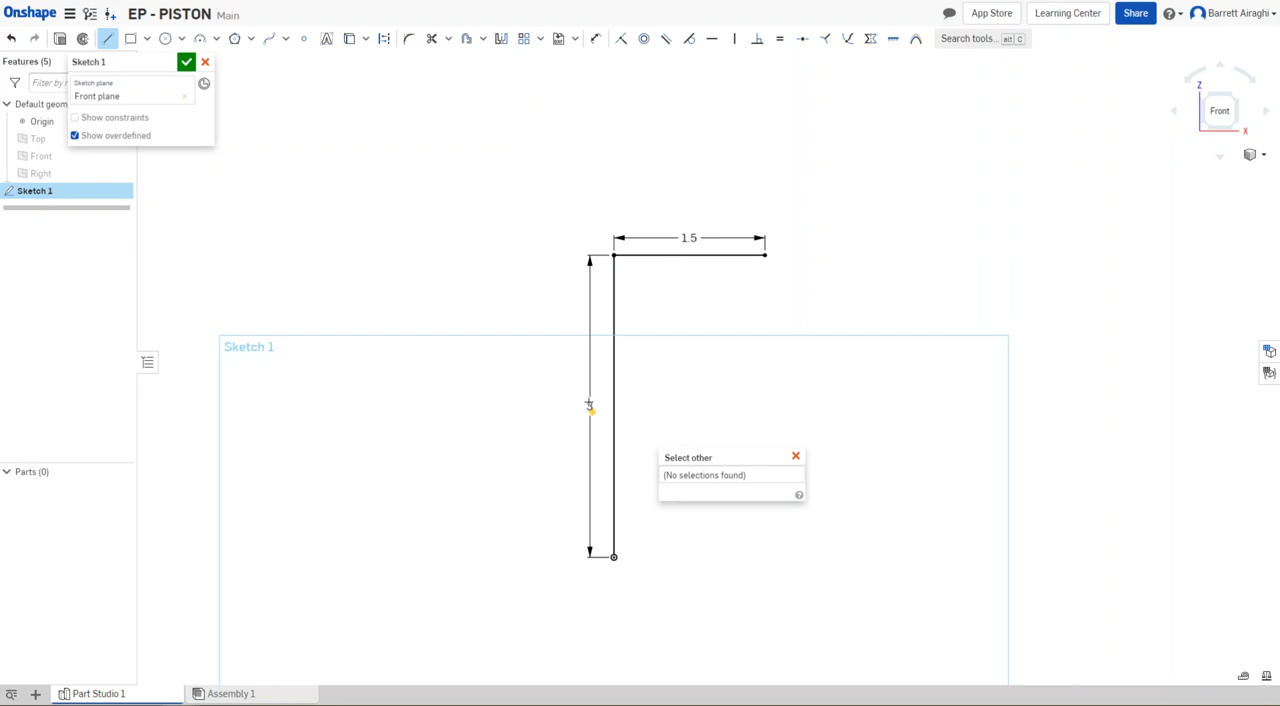 Onshape EP - PISTON Main App Store Learning Center Share Barrett Airaghi
Search tools... alt C
Features (5)
Sketch 1
Filter by
Sketch plane
Front plane
Show constraints
Show overdefined
Default geom
Origin
Top
Front
Right
Sketch 1
Z
Front
X
1.5
Sketch 1
Select other
(No selections found)
Parts (0)
Part Studio 1
Assembly 1